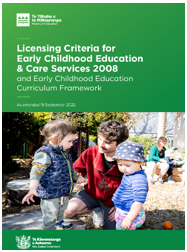 Te Tāhuhu o
te Mātauranga
Ministry of Education
Licensing Criteria for
Early Childhood Education
& Care Services 2008
and Early Childhood Education
Curriculum Framework
As amended 19 September 2022
Te Kāwanatanga
o Aotearoa
New Zealand Government